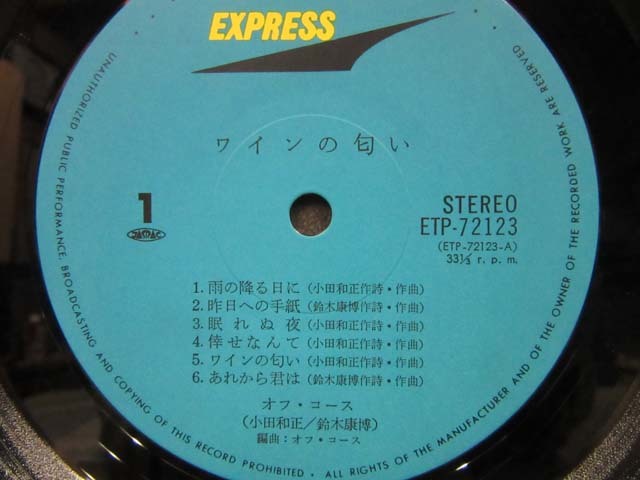 EXPRESS
ワインの匂い
1
JASRAC
STEREO
ETP-72123
(ETP-72123-A)
33⅓ r. p. m.
1. 雨の降る日に (小田和正作詩・作曲)
2. 昨日への手紙 (鈴木康博作詩・作曲)
3. 眠れぬ夜 (小田和正作詩・作曲)
4. 倖せなんて (小田和正作詩・作曲)
5. ワインの匂い (小田和正作詩・作曲)
6. あれから君は (鈴木康博作詩・作曲)
オフ・コース
(小田和正/鈴木康博)
編曲：オフ・コース
UNAUTHORIZED PUBLIC PERFORMANCE, BROADCASTING AND COPYING OF THIS RECORD PROHIBITED. ALL RIGHTS OF THE MANUFACTURER AND OF THE OWNER OF THE RECORDED WORK ARE RESERVED